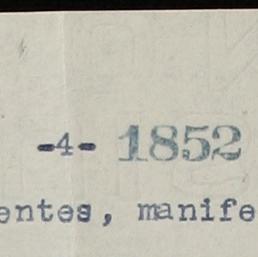 -4- 1852
entes, manife